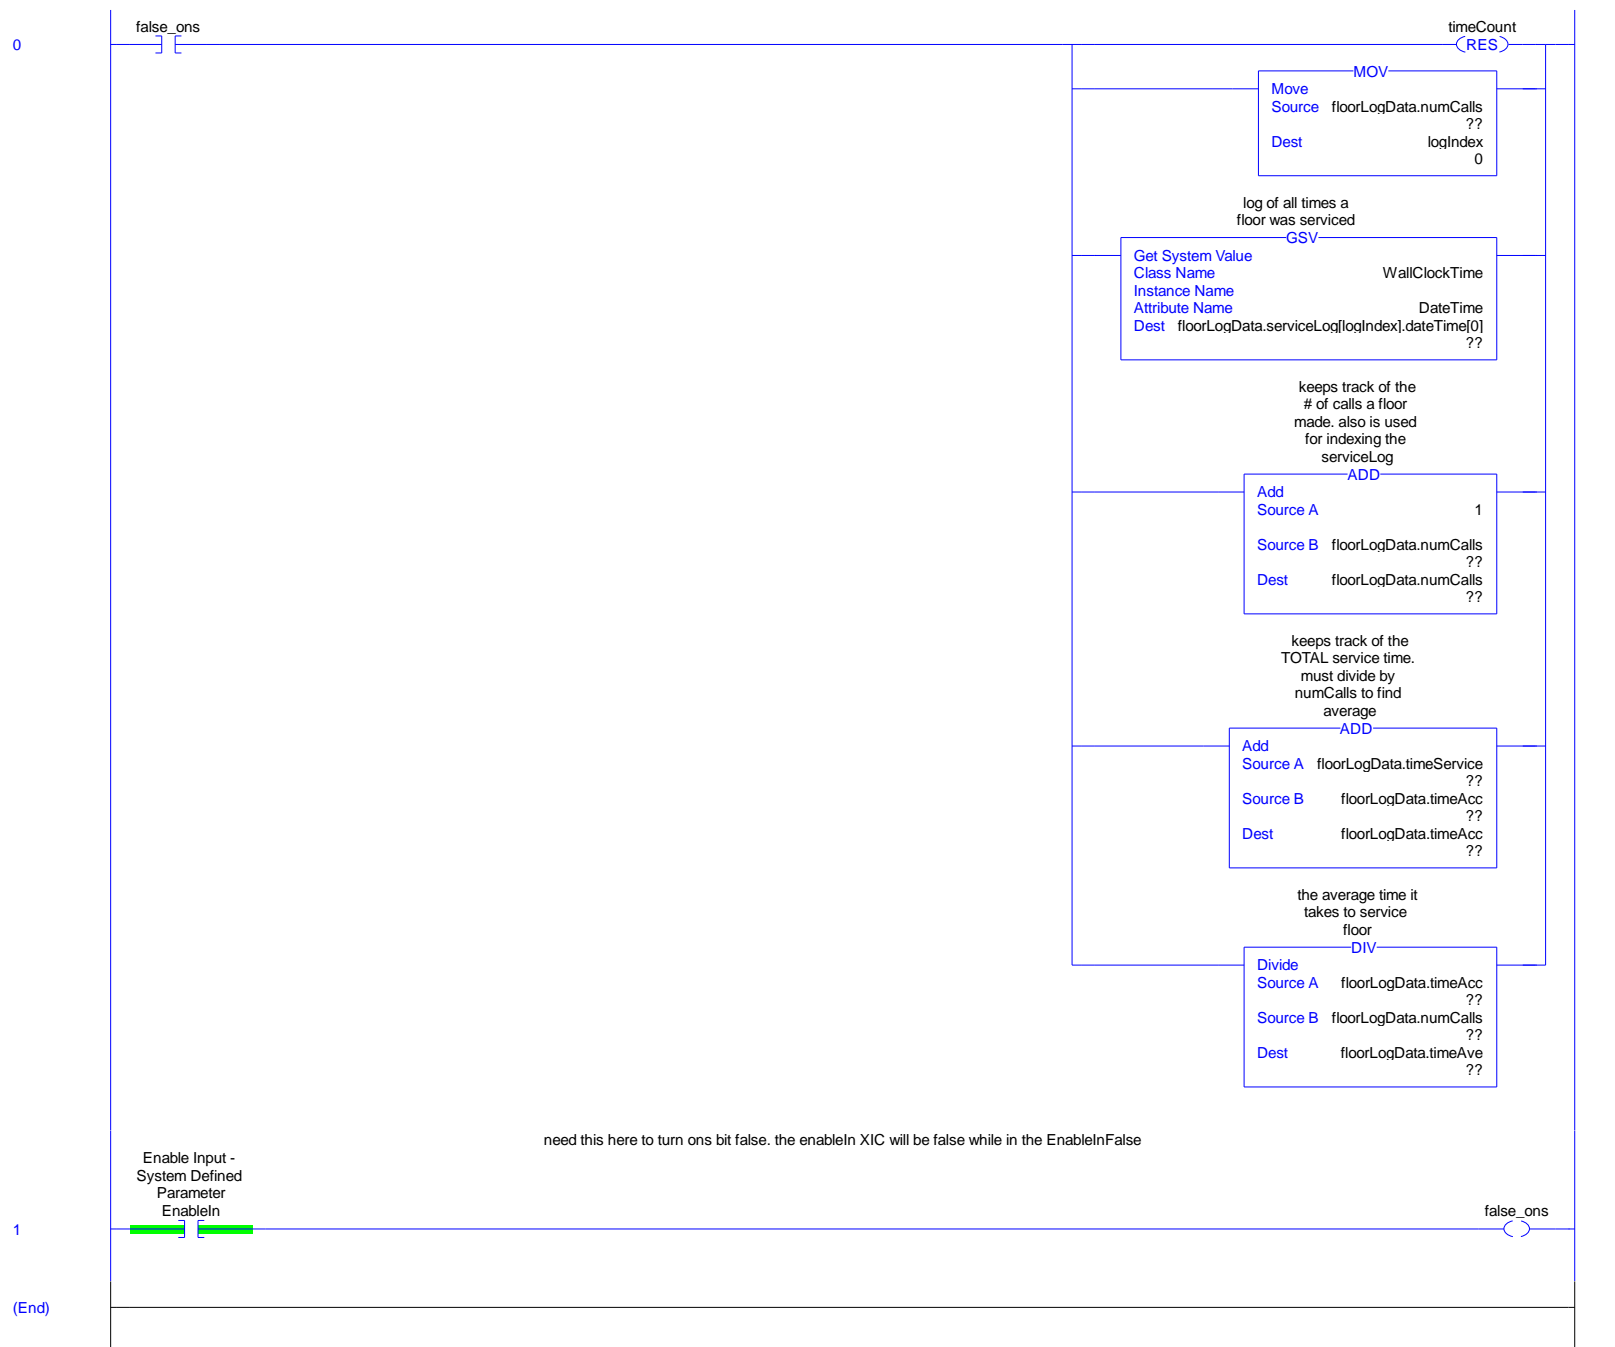 false_ons
timeCount
0
RES
MOV
Move
Source floorLogData.numCalls
??
Dest logIndex
0
log of all times a
floor was serviced
GSV
Get System Value
Class Name WallClockTime
Instance Name
Attribute Name DateTime
Dest floorLogData.serviceLog[logIndex].dateTime[0]
??
keeps track of the
# of calls a floor
made. also is used
for indexing the
serviceLog
ADD
Add
Source A 1
Source B floorLogData.numCalls
??
Dest floorLogData.numCalls
??
keeps track of the
TOTAL service time.
must divide by
numCalls to find
average
ADD
Add
Source A floorLogData.timeService
??
Source B floorLogData.timeAcc
??
Dest floorLogData.timeAcc
??
the average time it
takes to service
floor
DIV
Divide
Source A floorLogData.timeAcc
??
Source B floorLogData.numCalls
??
Dest floorLogData.timeAve
??
need this here to turn ons bit false. the enableIn XIC will be false while in the EnableInFalse
Enable Input -
System Defined
Parameter
EnableIn
false_ons
1
(End)